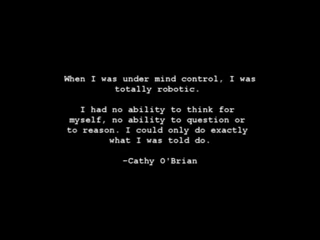 When I was under mind control, I was
totally robotic.
I had no ability to think for
myself, no ability to question or
to reason. I could only do exactly
what I was told do.
-Cathy O'Brian